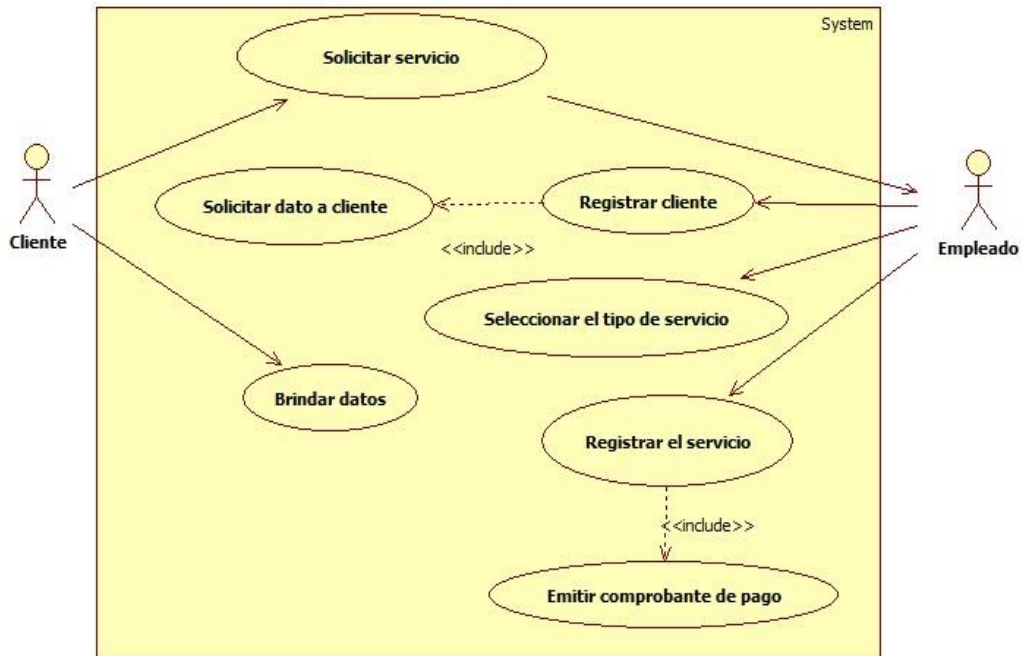 System
Solicitar servicio
Solicitar dato a cliente
Registrar cliente
Cliente
Empleado
<<include>>
Seleccionar el tipo de servicio
Brindar datos
Registrar el servicio
<<include>>
Emitir comprobante de pago